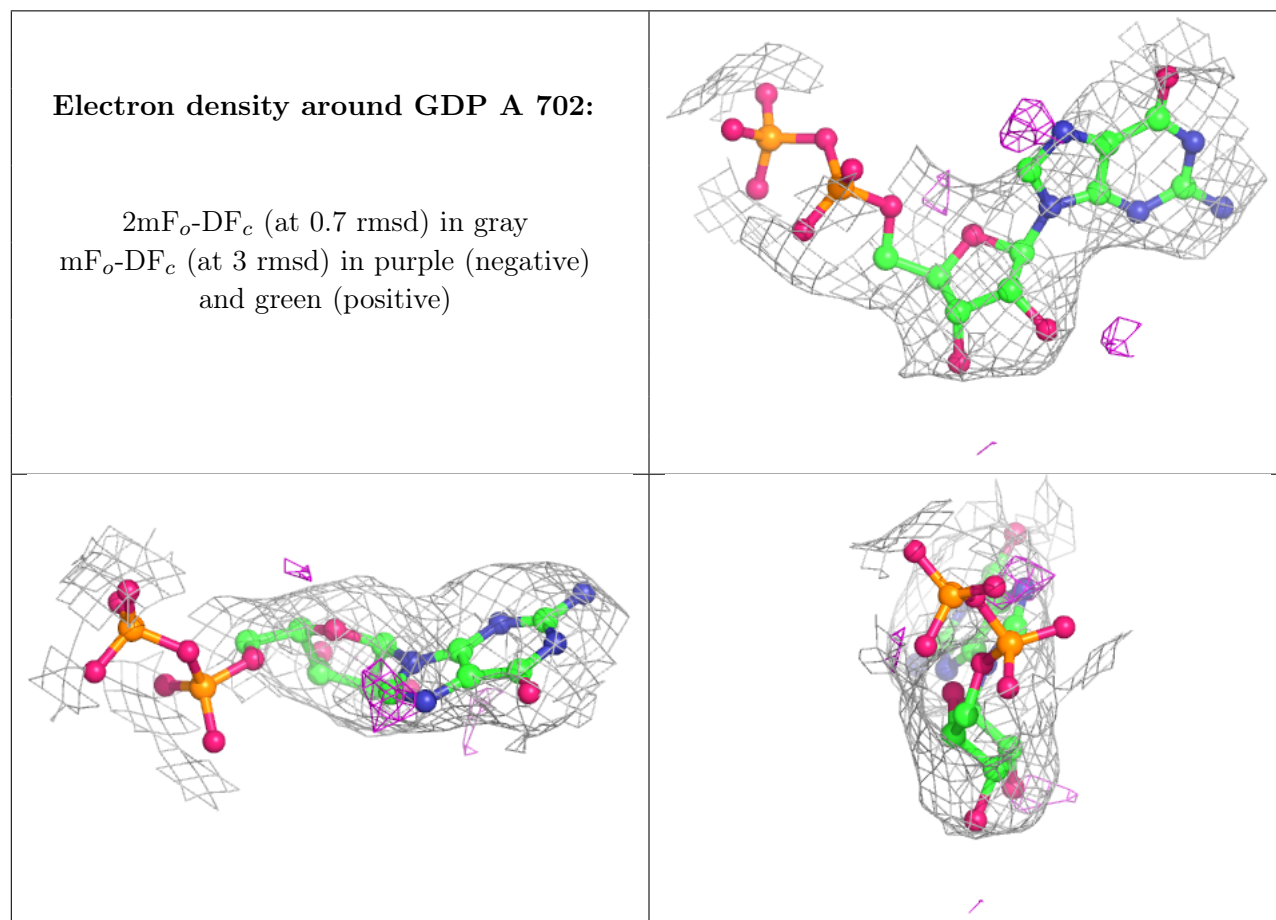 Electron density around GDP A 702:
2mFo-DFc (at 0.7 rmsd) in gray
mFo-DFc (at 3 rmsd) in purple (negative)
and green (positive)